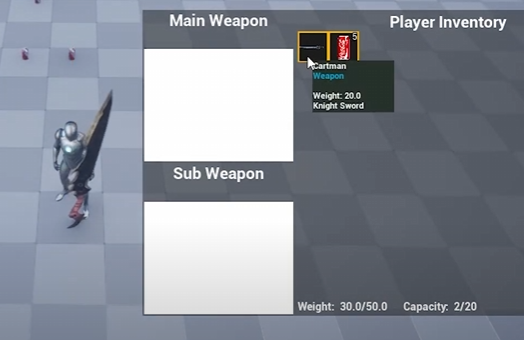 Main Weapon
Player Inventory
5
Cartman
Weapon
Weight: 20.0
Knight Sword
Sub Weapon
Weight: 30.0/50.0
Capacity: 2/20